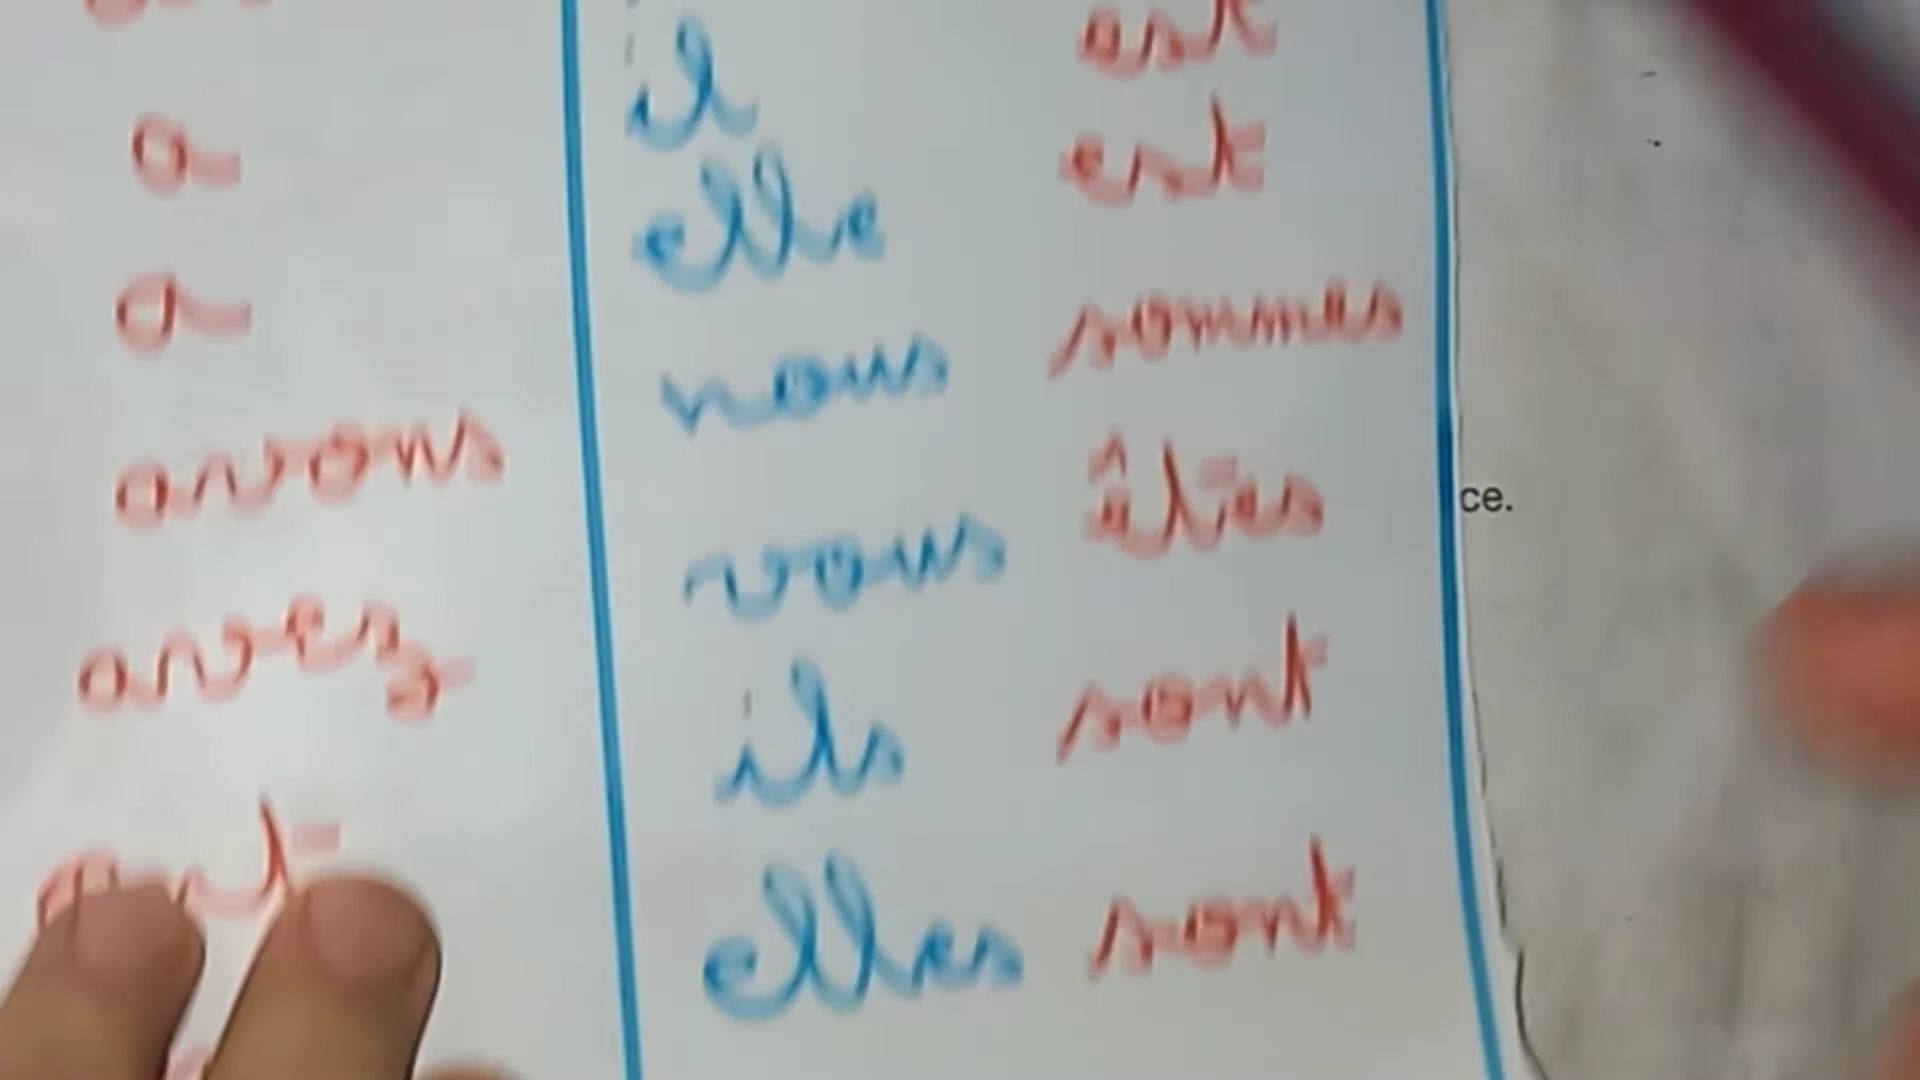 a
a
avons
avez
ont
il est
elle est
nous sommes
vous êtes
ils sont
elles sont
ce.